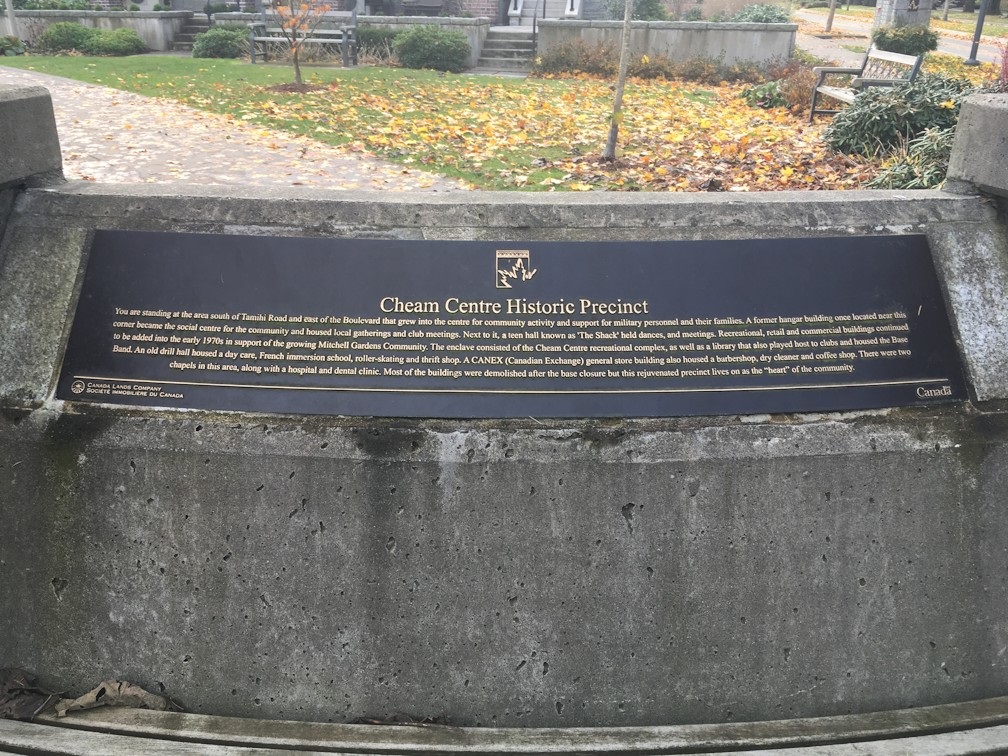 Cheam Centre Historic Precinct
You are standing at the area south of Tamihi Road and east of the Boulevard that grew into the centre for community activity and support for military personnel and their families. A former hangar building once located near this
corner became the social centre for the community and housed local gatherings and club meetings. Next to it, a teen hall known as 'The Shack' held dances, and meetings. Recreational, retail and commercial buildings continued
to be added into the early 1970s in support of the growing Mitchell Gardens Community. The enclave consisted of the Cheam Centre recreational complex, as well as a library that also played host to clubs and housed the Base
Band. An old drill hall housed a day care, French immersion school, roller-skating and thrift shop. A CANEX (Canadian Exchange) general store building also housed a barbershop, dry cleaner and coffee shop. There were two
chapels in this area, along with a hospital and dental clinic. Most of the buildings were demolished after the base closure but this rejuvenated precinct lives on as the "heart" of the community.
CANADA LANDS COMPANY
SOCIÉTÉ IMMOBILIÈRE DU CANADA
Canada